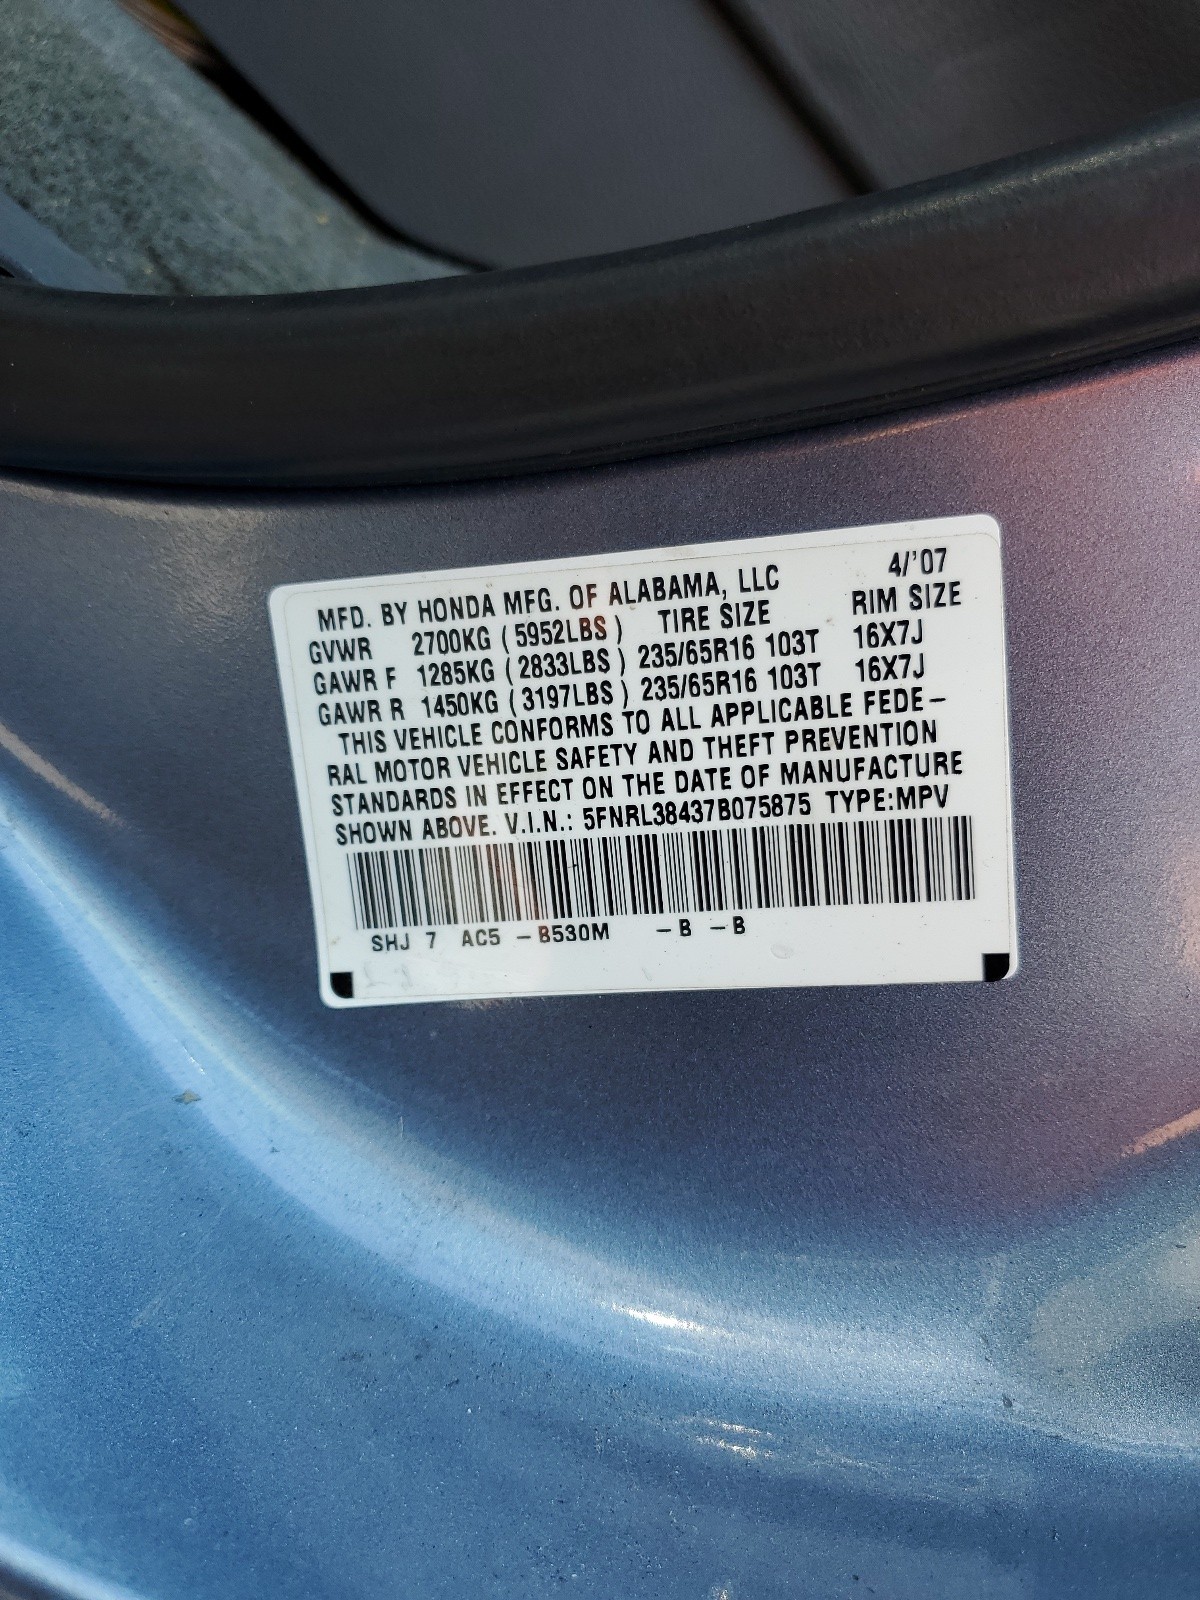 4/'07
MFD. BY HONDA MFG. OF ALABAMA, LLC
GVWR 2700KG (5952LBS) TIRE SIZE RIM SIZE
GAWR F 1285KG (2833LBS) 235/65R16 103T 16X7J
GAWR R 1450KG (3197LBS) 235/65R16 103T 16X7J
THIS VEHICLE CONFORMS TO ALL APPLICABLE FEDE-
RAL MOTOR VEHICLE SAFETY AND THEFT PREVENTION
STANDARDS IN EFFECT ON THE DATE OF MANUFACTURE
SHOWN ABOVE. V.I.N.: 5FNRL38437B075875 TYPE:MPV
SHJ 7 AC5 -B530M -B -B